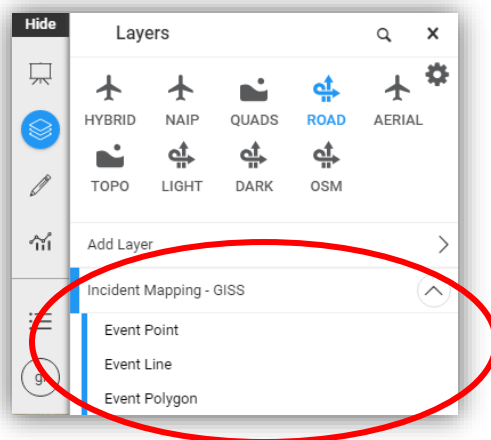 Hide
Layers
HYBRID NAIP QUADS ROAD AERIAL
TOPO LIGHT DARK OSM
Add Layer
Incident Mapping - GISS
Event Point
Event Line
Event Polygon